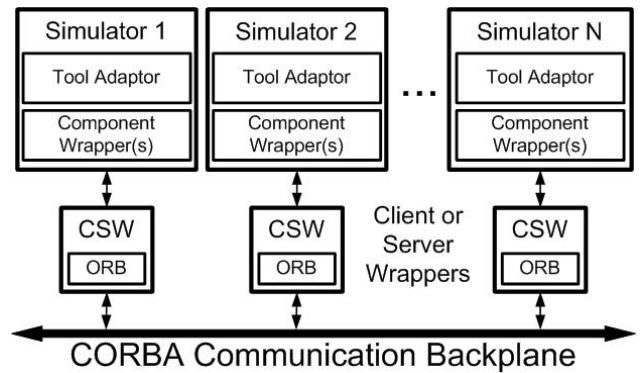 Simulator 1
Tool Adaptor
Component
Wrapper(s)
Simulator 2
Tool Adaptor
Component
Wrapper(s)
...
Simulator N
Tool Adaptor
Component
Wrapper(s)
CSW
ORB
CSW
ORB
Client or
Server
Wrappers
CSW
ORB
CORBA Communication Backplane